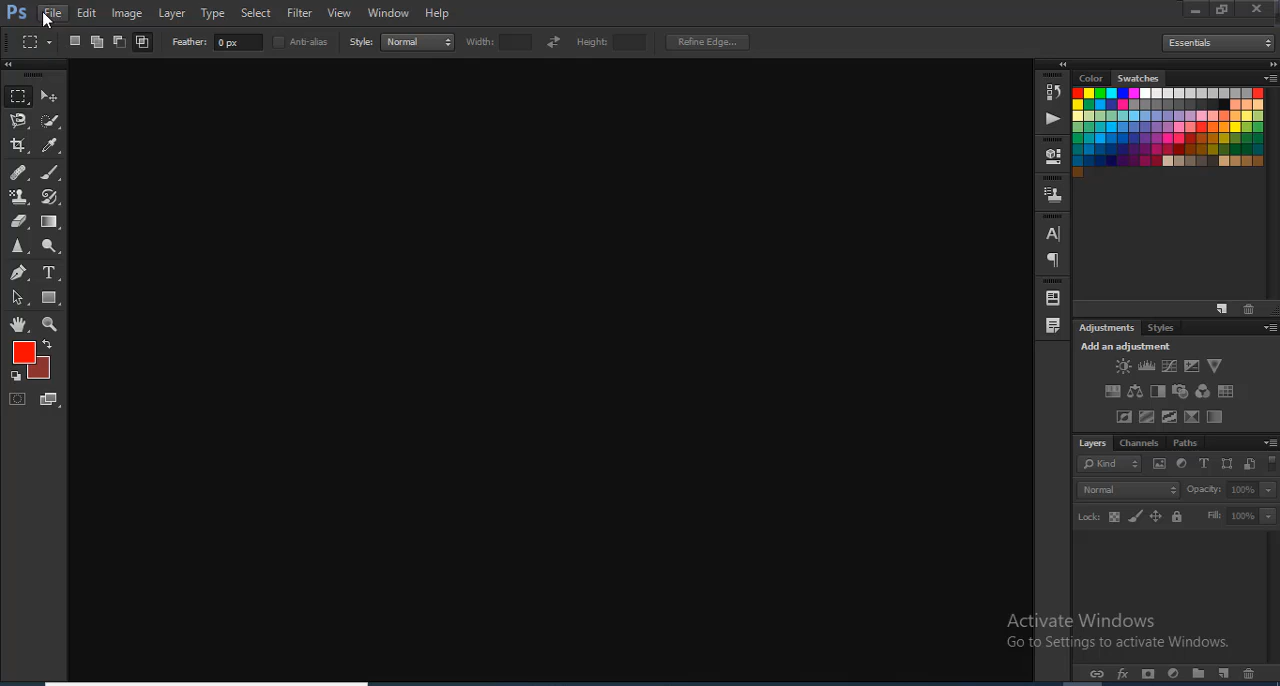 Ps File Edit Image Layer Type Select Filter View Window Help
Feather: 0 px Anti-alias Style: Normal Width: Height: Refine Edge... Essentials
Color Swatches
Adjustments Styles
Add an adjustment
Layers Channels Paths
Kind
Normal Opacity: 100%
Lock: Fill: 100%
Activate Windows
Go to Settings to activate Windows.